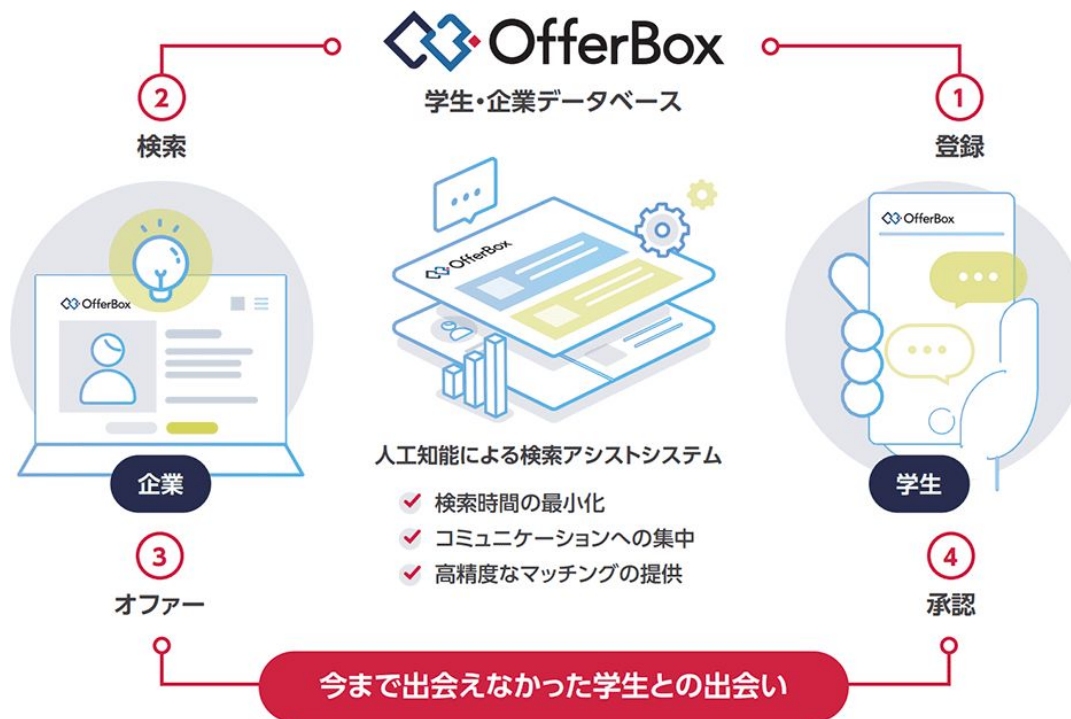 OfferBox
学生・企業データベース
2
検索
1
登録
OfferBox
OfferBox
OfferBox
企業
学生
人工知能による検索アシストシステム
検索時間の最小化
コミュニケーションへの集中
高精度なマッチングの提供
3
オファー
4
承認
今まで出会えなかった学生との出会い